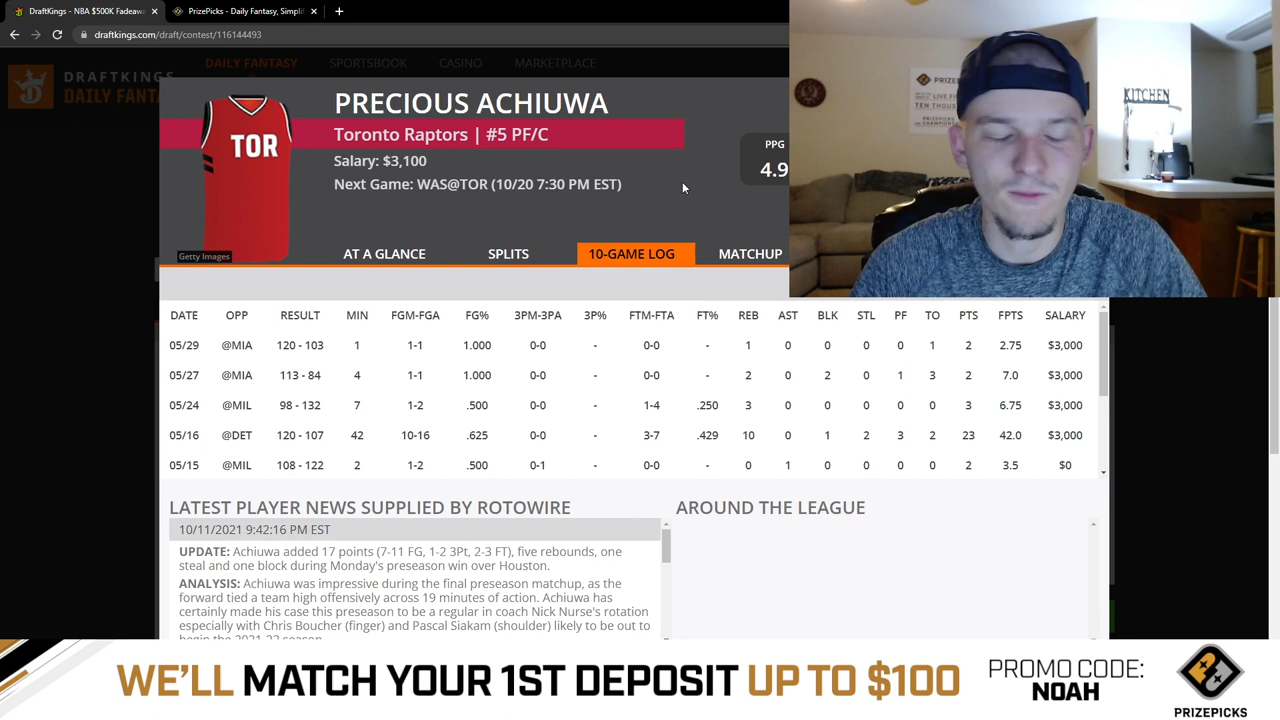 DraftKings - NBA $500K Fadeaw
PrizePicks - Daily Fantasy, Simpli
draftkings.com/draft/contest/116144493
DRAFTKINGS
DAILY FANTA
DAILY FANTASY
SPORTSBOOK
CASINO
MARKETPLACE
TOR
Getty Images
PRECIOUS ACHIUWA
Toronto Raptors | #5 PF/C
Salary: $3,100
Next Game: WAS@TOR (10/20 7:30 PM EST)
PPG
4.9
PRIZEPICKS
KITCHEN
AT A GLANCE SPLITS 10-GAME LOG MATCHUP
DATE OPP RESULT MIN FGM-FGA FG% 3PM-3PA 3P% FTM-FTA FT% REB AST BLK STL PF TO PTS FPTS SALARY
05/29 @MIA 120 - 103 1 1-1 1.000 0-0 - 0-0 - 1 0 0 0 0 1 2 2.75 $3,000
05/27 @MIA 113 - 84 4 1-1 1.000 0-0 - 0-0 - 2 0 2 0 1 3 2 7.0 $3,000
05/24 @MIL 98 - 132 7 1-2 .500 0-0 - 1-4 .250 3 0 0 0 0 0 3 6.75 $3,000
05/16 @DET 120 - 107 42 10-16 .625 0-0 - 3-7 .429 10 0 1 2 3 2 23 42.0 $3,000
05/15 @MIL 108 - 122 2 1-2 .500 0-1 - 0-0 - 0 1 0 0 0 0 2 3.5 $0
LATEST PLAYER NEWS SUPPLIED BY ROTOWIRE
10/11/2021 9:42:16 PM EST
UPDATE: Achiuwa added 17 points (7-11 FG, 1-2 3Pt, 2-3 FT), five rebounds, one
steal and one block during Monday's preseason win over Houston.
ANALYSIS: Achiuwa was impressive during the final preseason matchup, as the
forward tied a team high offensively across 19 minutes of action. Achiuwa has
certainly made his case this preseason to be a regular in coach Nick Nurse's rotation
especially with Chris Boucher (finger) and Pascal Siakam (shoulder) likely to be out to
begin the 2021-22 season.
AROUND THE LEAGUE
WE'LL MATCH YOUR 1ST DEPOSIT UP TO $100
PROMO CODE:
NOAH
PRIZEPICKS